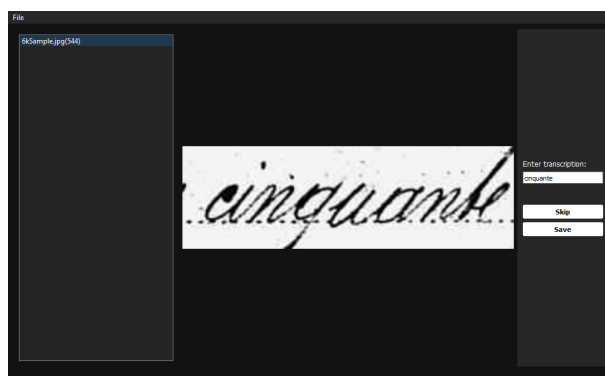 File
6kSample.jpg(544)
cinquante
Enter transcription:
cinquante
Skip
Save